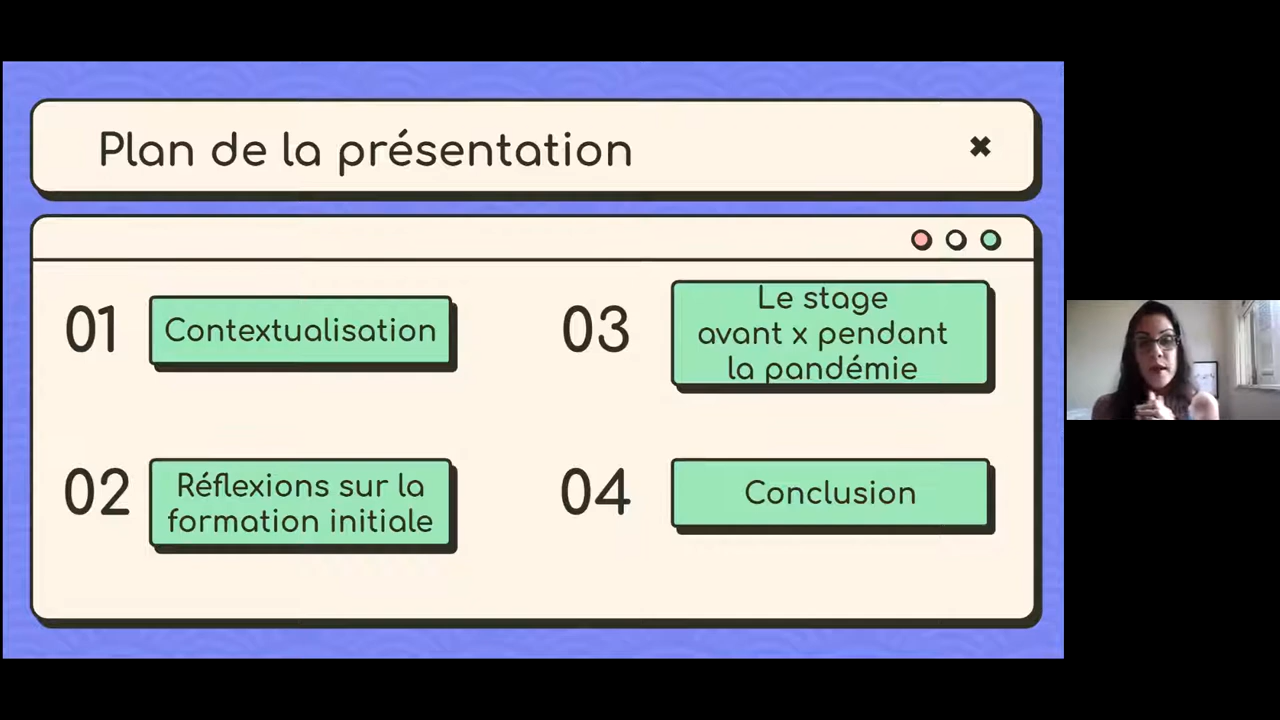 Plan de la présentation
01
Contextualisation
02
Réflexions sur la
formation initiale
03
Le stage
avant x pendant
la pandémie
04
Conclusion